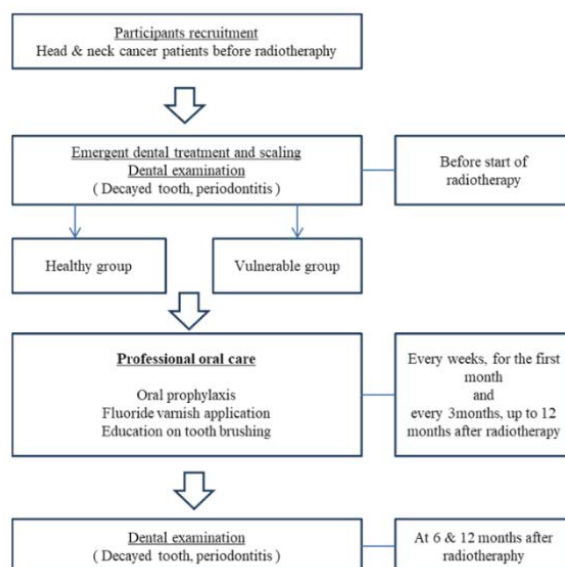 Participants recruitment
Head & neck cancer patients before radiotheraphy
Emergent dental treatment and scaling
Dental examination
( Decayed tooth, periodontitis )
Before start of
radiotherapy
Healthy group
Vulnerable group
Professional oral care
Oral prophylaxis
Fluoride varnish application
Education on tooth brushing
Every weeks, for the first
month
and
every 3months, up to 12
months after radiotherapy
Dental examination
( Decayed tooth, periodontitis )
At 6 & 12 months after
radiotheraphy